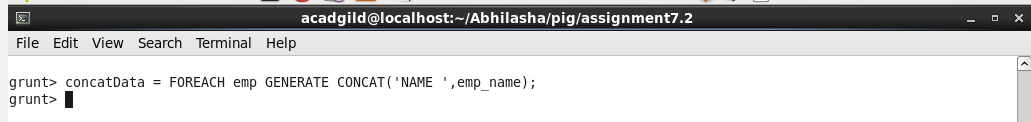 acadgild@localhost:~/Abhilasha/pig/assignment7.2
File Edit View Search Terminal Help
grunt> concatData = FOREACH emp GENERATE CONCAT('NAME ',emp_name);
grunt>